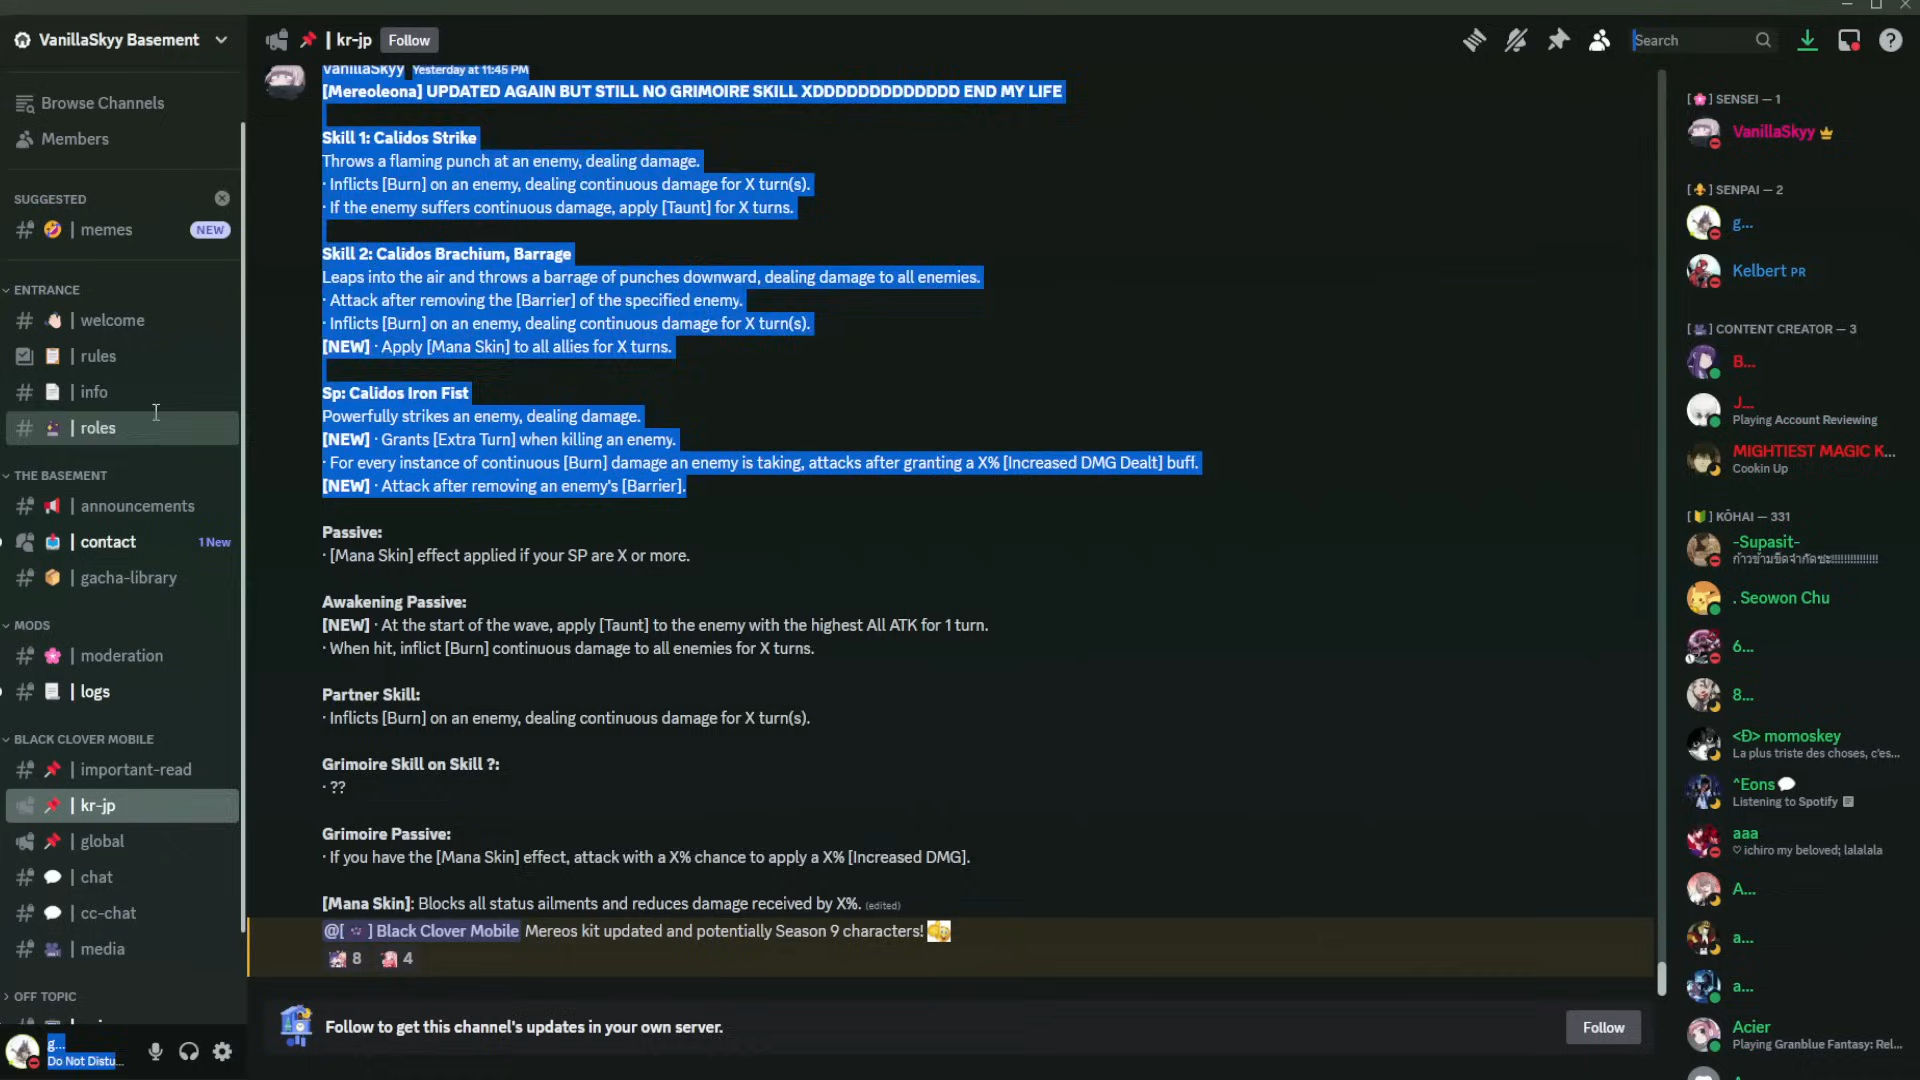 VanillaSkyy Basement
Browse Channels
Members
SUGGESTED
| memes
NEW
ENTRANCE
| welcome
| rules
| info
| roles
THE BASEMENT
| announcements
| contact
1 New
| gacha-library
MODS
| moderation
| logs
BLACK CLOVER MOBILE
| important-read
| kr-jp
| global
| chat
| cc-chat
| media
OFF TOPIC
g...
Do Not Distu...
| kr-jp
Follow
Search
VanillaSkyy Yesterday at 11:45 PM
[Mereoleona] UPDATED AGAIN BUT STILL NO GRIMOIRE SKILL XDDDDDDDDDDDDD END MY LIFE
Skill 1: Calidos Strike
Throws a flaming punch at an enemy, dealing damage.
· Inflicts [Burn] on an enemy, dealing continuous damage for X turn(s).
· If the enemy suffers continuous damage, apply [Taunt] for X turns.
Skill 2: Calidos Brachium, Barrage
Leaps into the air and throws a barrage of punches downward, dealing damage to all enemies.
· Attack after removing the [Barrier] of the specified enemy.
· Inflicts [Burn] on an enemy, dealing continuous damage for X turn(s).
[NEW] · Apply [Mana Skin] to all allies for X turns.
Sp: Calidos Iron Fist
Powerfully strikes an enemy, dealing damage.
[NEW] · Grants [Extra Turn] when killing an enemy.
· For every instance of continuous [Burn] damage an enemy is taking, attacks after granting a X% [Increased DMG Dealt] buff.
[NEW] · Attack after removing an enemy's [Barrier].
Passive:
· [Mana Skin] effect applied if your SP are X or more.
Awakening Passive:
[NEW] · At the start of the wave, apply [Taunt] to the enemy with the highest All ATK for 1 turn.
· When hit, inflict [Burn] continuous damage to all enemies for X turns.
Partner Skill:
· Inflicts [Burn] on an enemy, dealing continuous damage for X turn(s).
Grimoire Skill on Skill ?:
· ??
Grimoire Passive:
· If you have the [Mana Skin] effect, attack with a X% chance to apply a X% [Increased DMG].
[Mana Skin]: Blocks all status ailments and reduces damage received by X%. (edited)
@[ ] Black Clover Mobile Mereos kit updated and potentially Season 9 characters!
8 4
Follow to get this channel's updates in your own server.
Follow
[ ] SENSEI — 1
VanillaSkyy
[ ] SENPAI — 2
g...
Kelbert PR
[ ] CONTENT CREATOR — 3
B...
J...
Playing Account Reviewing
MIGHTIEST MAGIC K...
Cookin Up
[ ] KŌHAI — 331
-Supasit-
. Seowon Chu
6...
8...
<Đ> momoskey
La plus triste des choses, c'es...
^Eons
Listening to Spotify
aaa
♡ ichiro my beloved; lalalala
A...
a...
a...
Acier
Playing Granblue Fantasy: Rel...